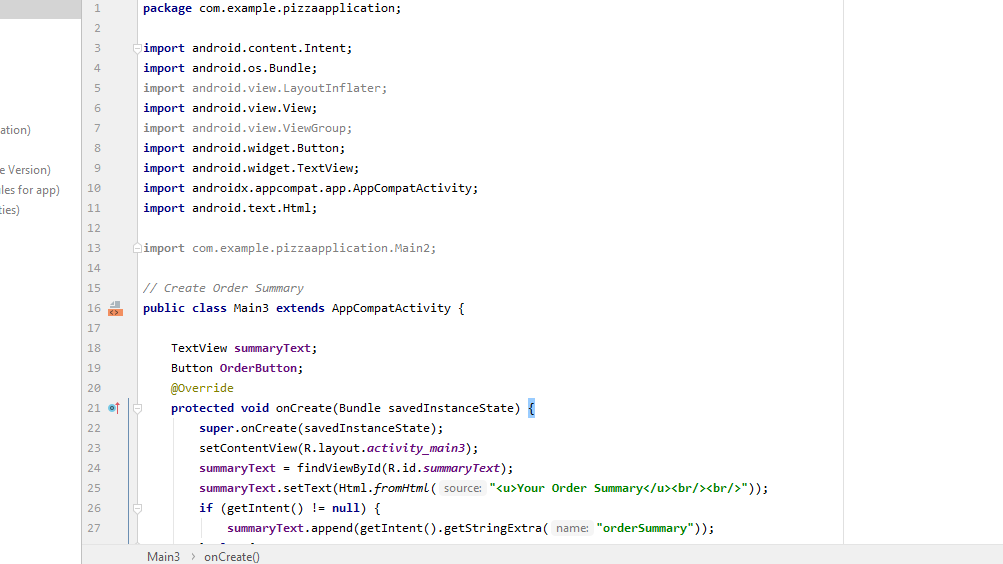 1 package com.example.pizzaapplication;
2
3 import android.content.Intent;
4 import android.os.Bundle;
5 import android.view.LayoutInflater;
6 import android.view.View;
7 import android.view.ViewGroup;
8 import android.widget.Button;
9 import android.widget.TextView;
10 import androidx.appcompat.app.AppCompatActivity;
11 import android.text.Html;
12
13 import com.example.pizzaapplication.Main2;
14
15 // Create Order Summary
16 public class Main3 extends AppCompatActivity {
17
18 TextView summaryText;
19 Button OrderButton;
20 @Override
21 protected void onCreate(Bundle savedInstanceState) {
22 super.onCreate(savedInstanceState);
23 setContentView(R.layout.activity_main3);
24 summaryText = findViewById(R.id.summaryText);
25 summaryText.setText(Html.fromHtml( source: "<u>Your Order Summary</u><br/><br/>"));
26 if (getIntent() != null) {
27 summaryText.append(getIntent().getStringExtra( name: "orderSummary"));
ation)
e Version)
les for app)
ties)
Main3 > onCreate()